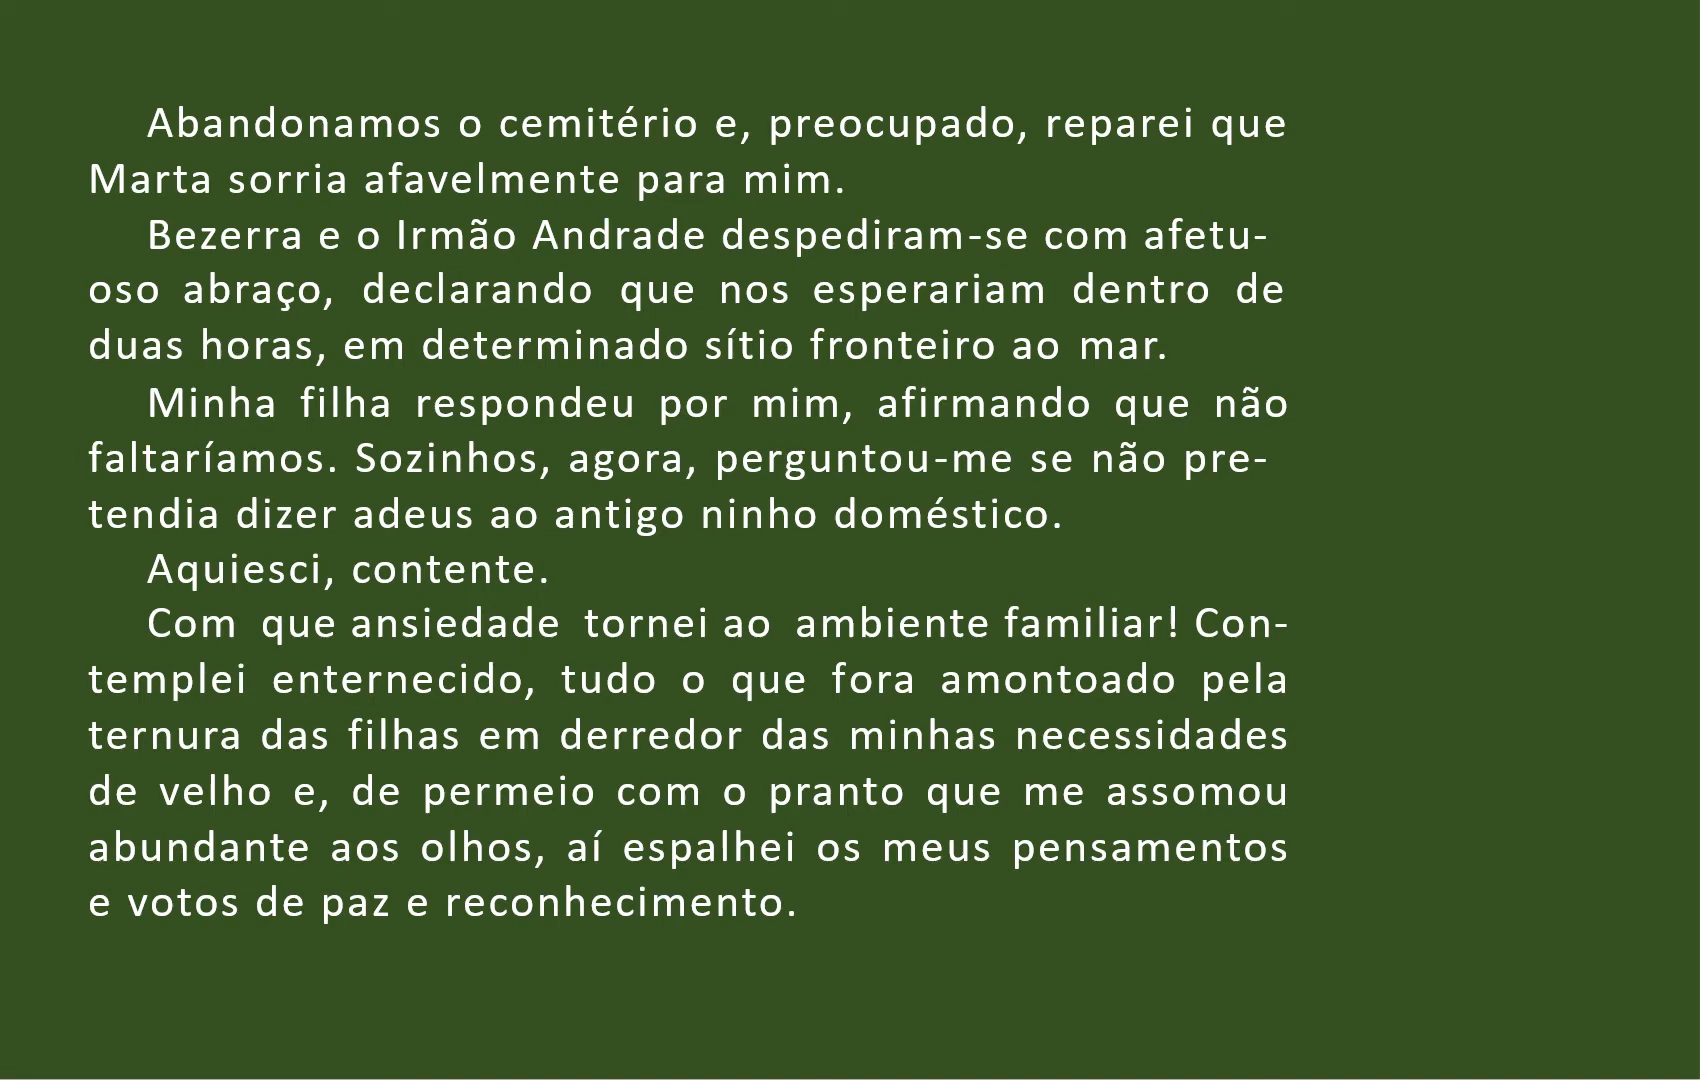 Abandonamos o cemitério e, preocupado, reparei que
Marta sorria afavelmente para mim.
Bezerra e o Irmão Andrade despediram-se com afetu-
oso abraço, declarando que nos esperariam dentro de
duas horas, em determinado sítio fronteiro ao mar.
Minha filha respondeu por mim, afirmando que não
faltaríamos. Sozinhos, agora, perguntou-me se não pre-
tendia dizer adeus ao antigo ninho doméstico.
Aquiesci, contente.
Com que ansiedade tornei ao ambiente familiar! Con-
templei enternecido, tudo o que fora amontoado pela
ternura das filhas em derredor das minhas necessidades
de velho e, de permeio com o pranto que me assomou
abundante aos olhos, aí espalhei os meus pensamentos
e votos de paz e reconhecimento.